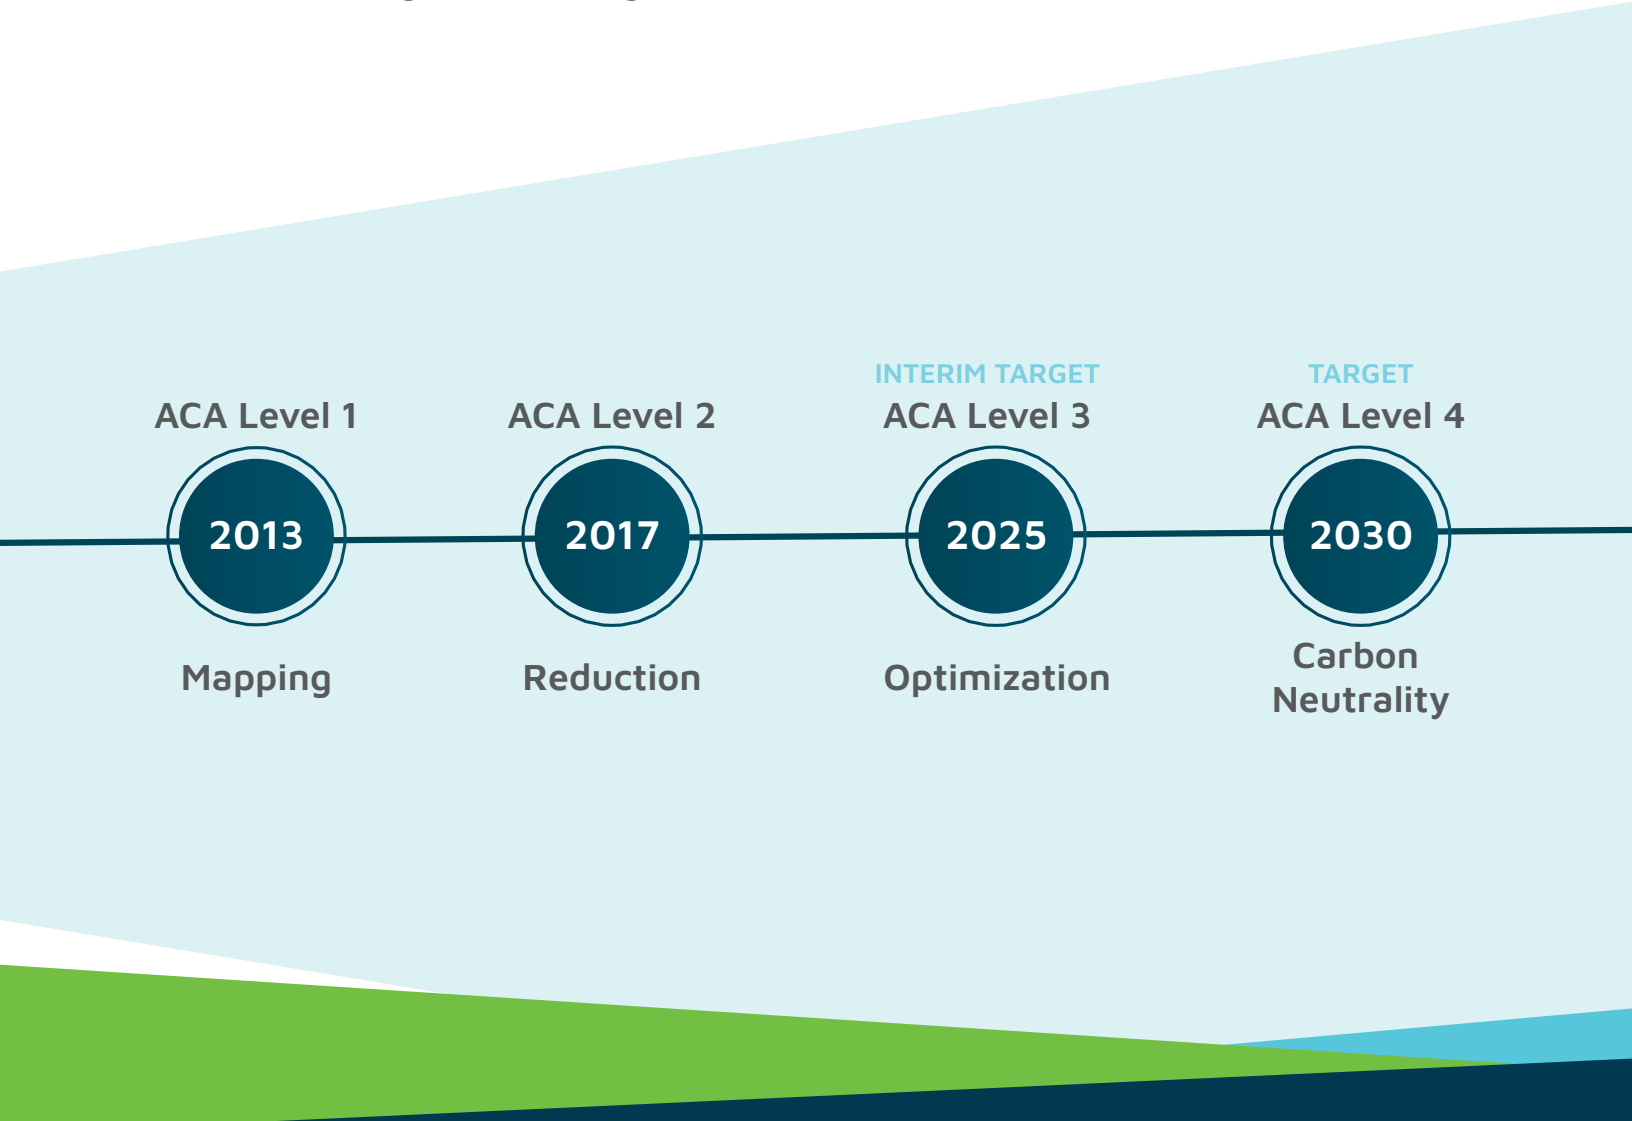 INTERIM TARGET
TARGET
ACA Level 1
ACA Level 2
ACA Level 3
ACA Level 4
2013
2017
2025
2030
Mapping
Reduction
Optimization
Carbon
Neutrality